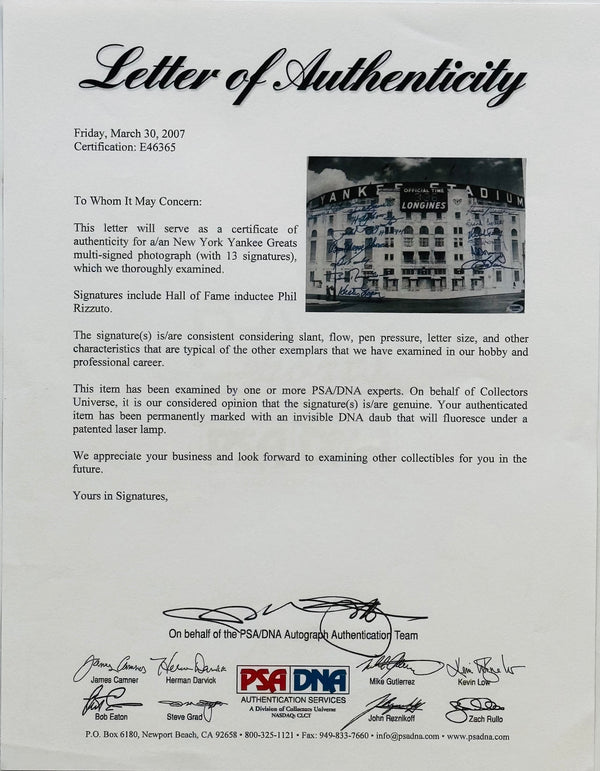 Letter of Authenticity
Friday, March 30, 2007
Certification: E46365
To Whom It May Concern:
This letter will serve as a certificate of
authenticity for a/an New York Yankee Greats
multi-signed photograph (with 13 signatures),
which we thoroughly examined.
Signatures include Hall of Fame inductee Phil
Rizzuto.
OFFICIAL TIME
LONGINES
YANKEE STADIUM
The signature(s) is/are consistent considering slant, flow, pen pressure, letter size, and other
characteristics that are typical of the other exemplars that we have examined in our hobby and
professional career.
This item has been examined by one or more PSA/DNA experts. On behalf of Collectors
Universe, it is our considered opinion that the signature(s) is/are genuine. Your authenticated
item has been permanently marked with an invisible DNA daub that will fluoresce under a
patented laser lamp.
We appreciate your business and look forward to examining other collectibles for you in the
future.
Yours in Signatures,
On behalf of the PSA/DNA Autograph Authentication Team
James Camner
Herman Darvick
PSA DNA
Mike Gutierrez
Kevin Low
AUTHENTICATION SERVICES
A Division of Collectors Universe
NASDAQ: CLCT
Bob Eaton
Steve Grad
John Reznikoff
Zach Rullo
P.O. Box 6180, Newport Beach, CA 92658 • 800-325-1121 • Fax: 949-833-7660 • info@psadna.com • www.psadna.com